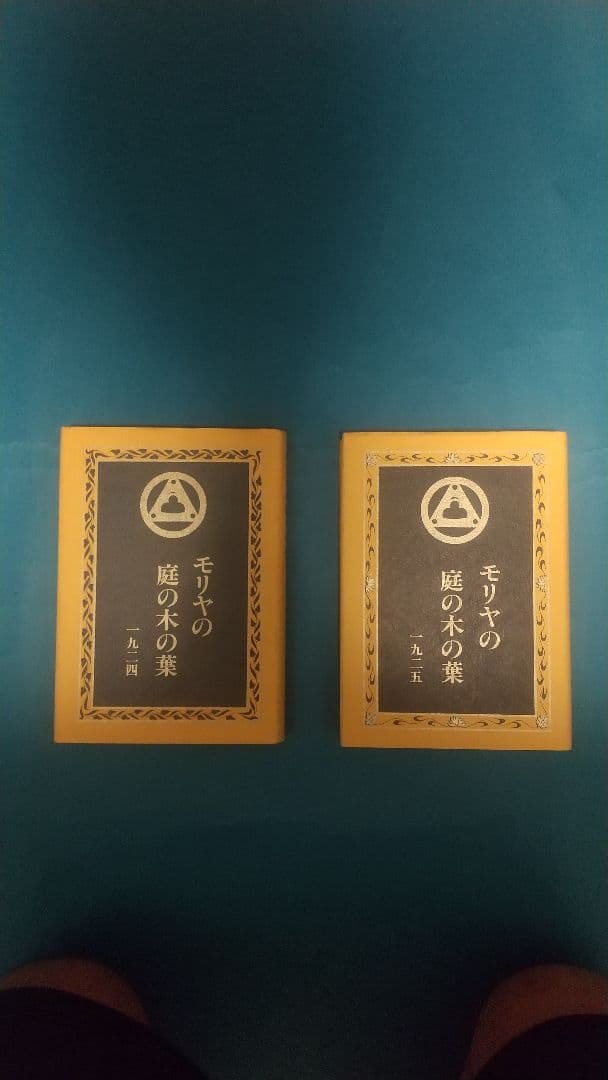 モリヤの
庭の木の葉
一九二四
モリヤの
庭の木の葉
一九二五